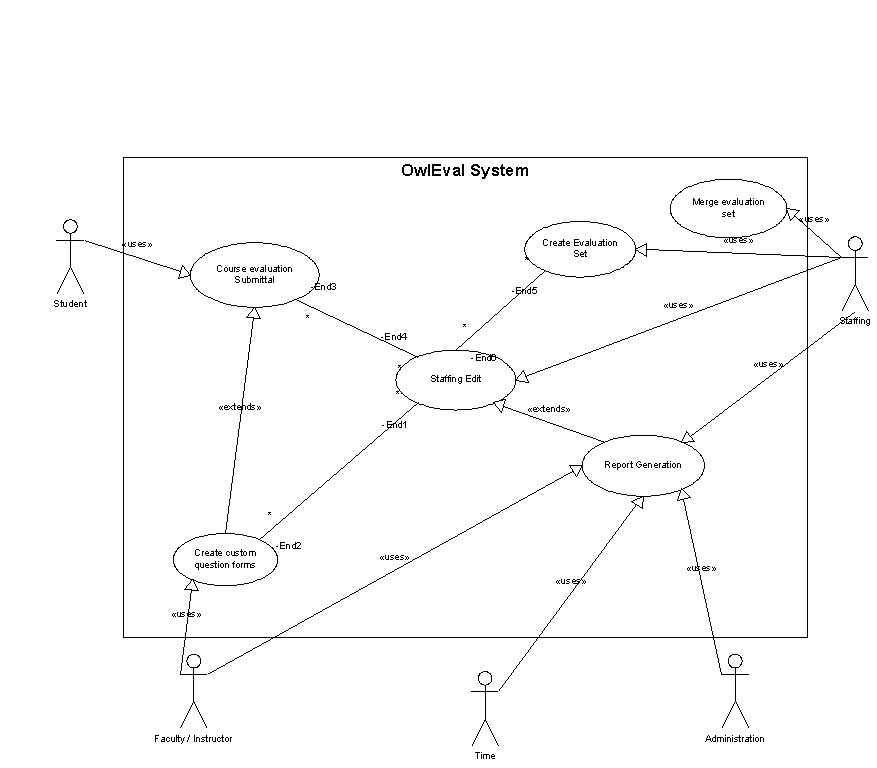 OwlEval System
Merge evaluation
set
«uses»
Create Evaluation
Set
«uses»
«uses»
Course evaluation
Submittal
-End3
*
-End5
*
Student
«uses»
Staffing
*
-End4
-End6
*
Staffing Edit
«uses»
*
«extends»
«extends»
-End1
Report Generation
*
-End2
Create custom
question forms
«uses»
«uses»
«uses»
«uses»
Faculty / Instructor
Time
Administration